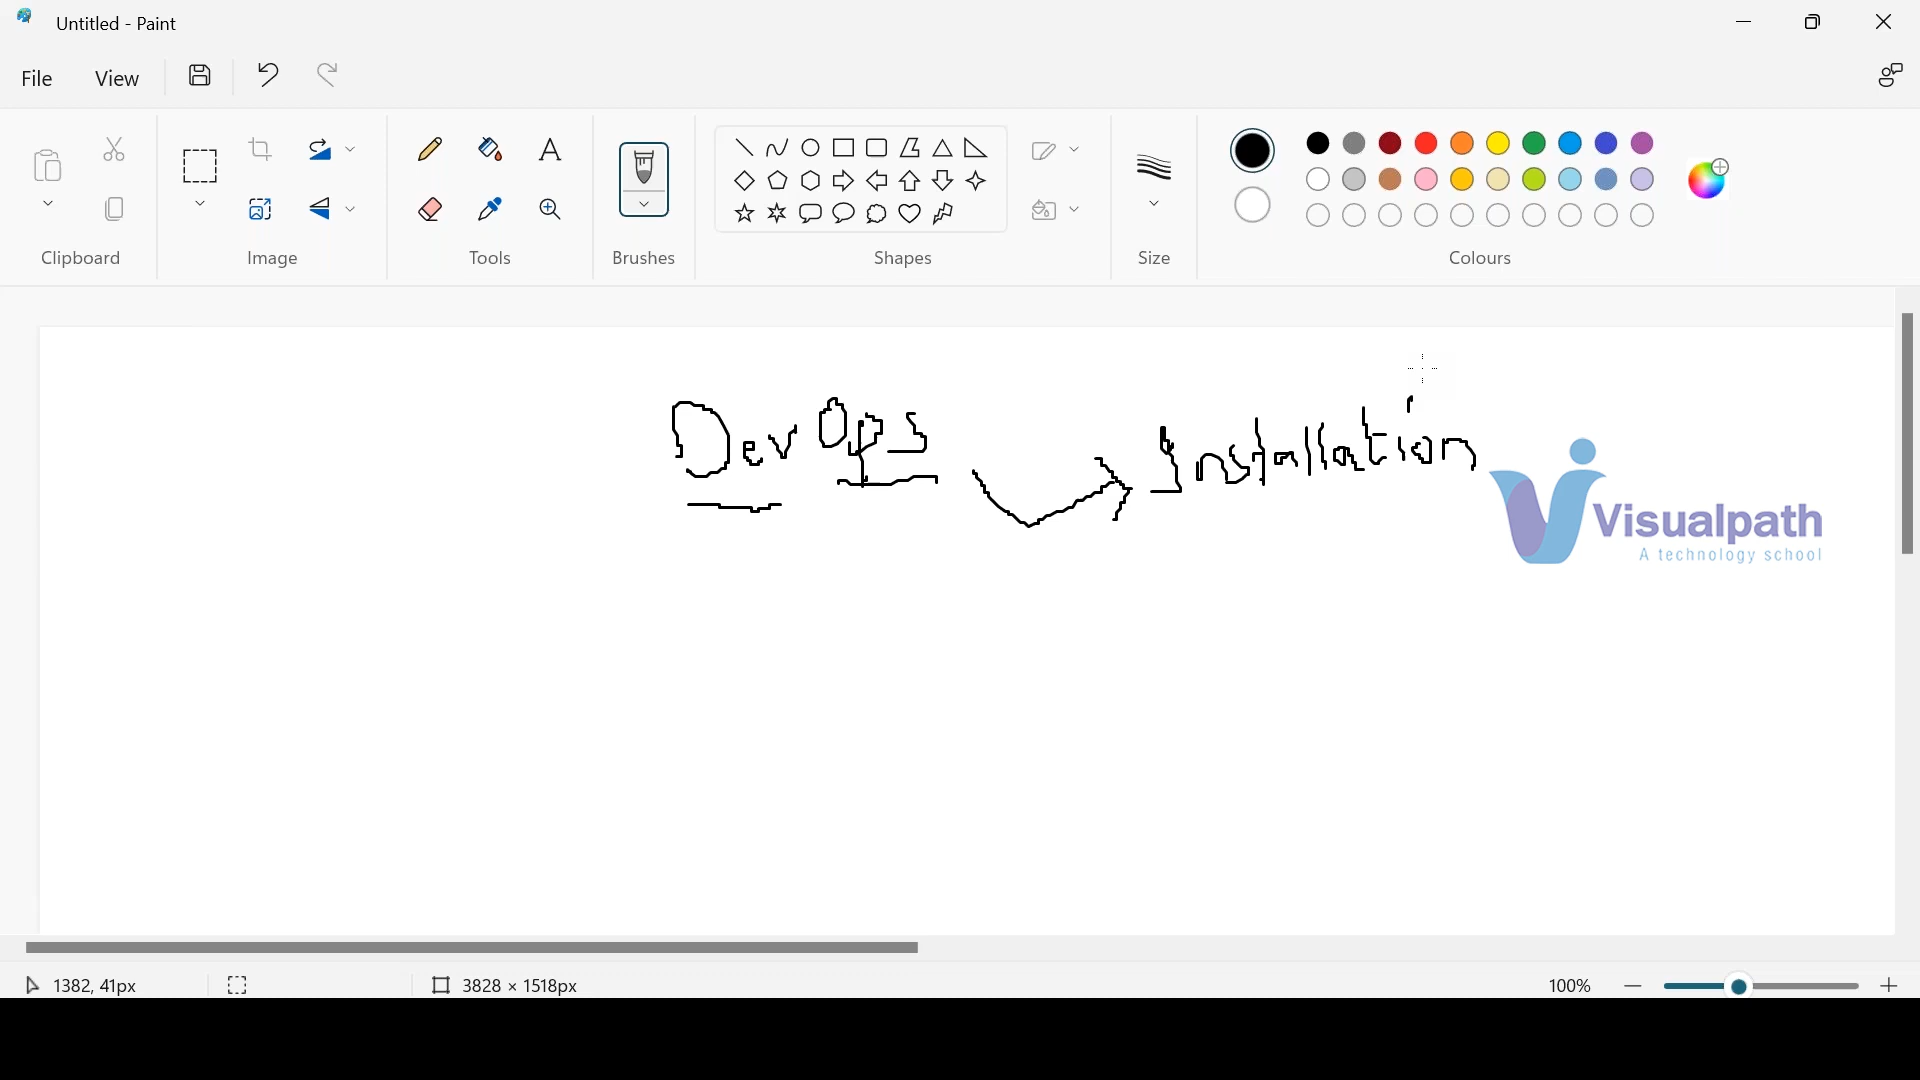 Untitled - Paint
File View
Clipboard Image Tools Brushes Shapes Size Colours
DevOps Installation
Visualpath
A technology school
1382, 41px 3828 × 1518px 100%